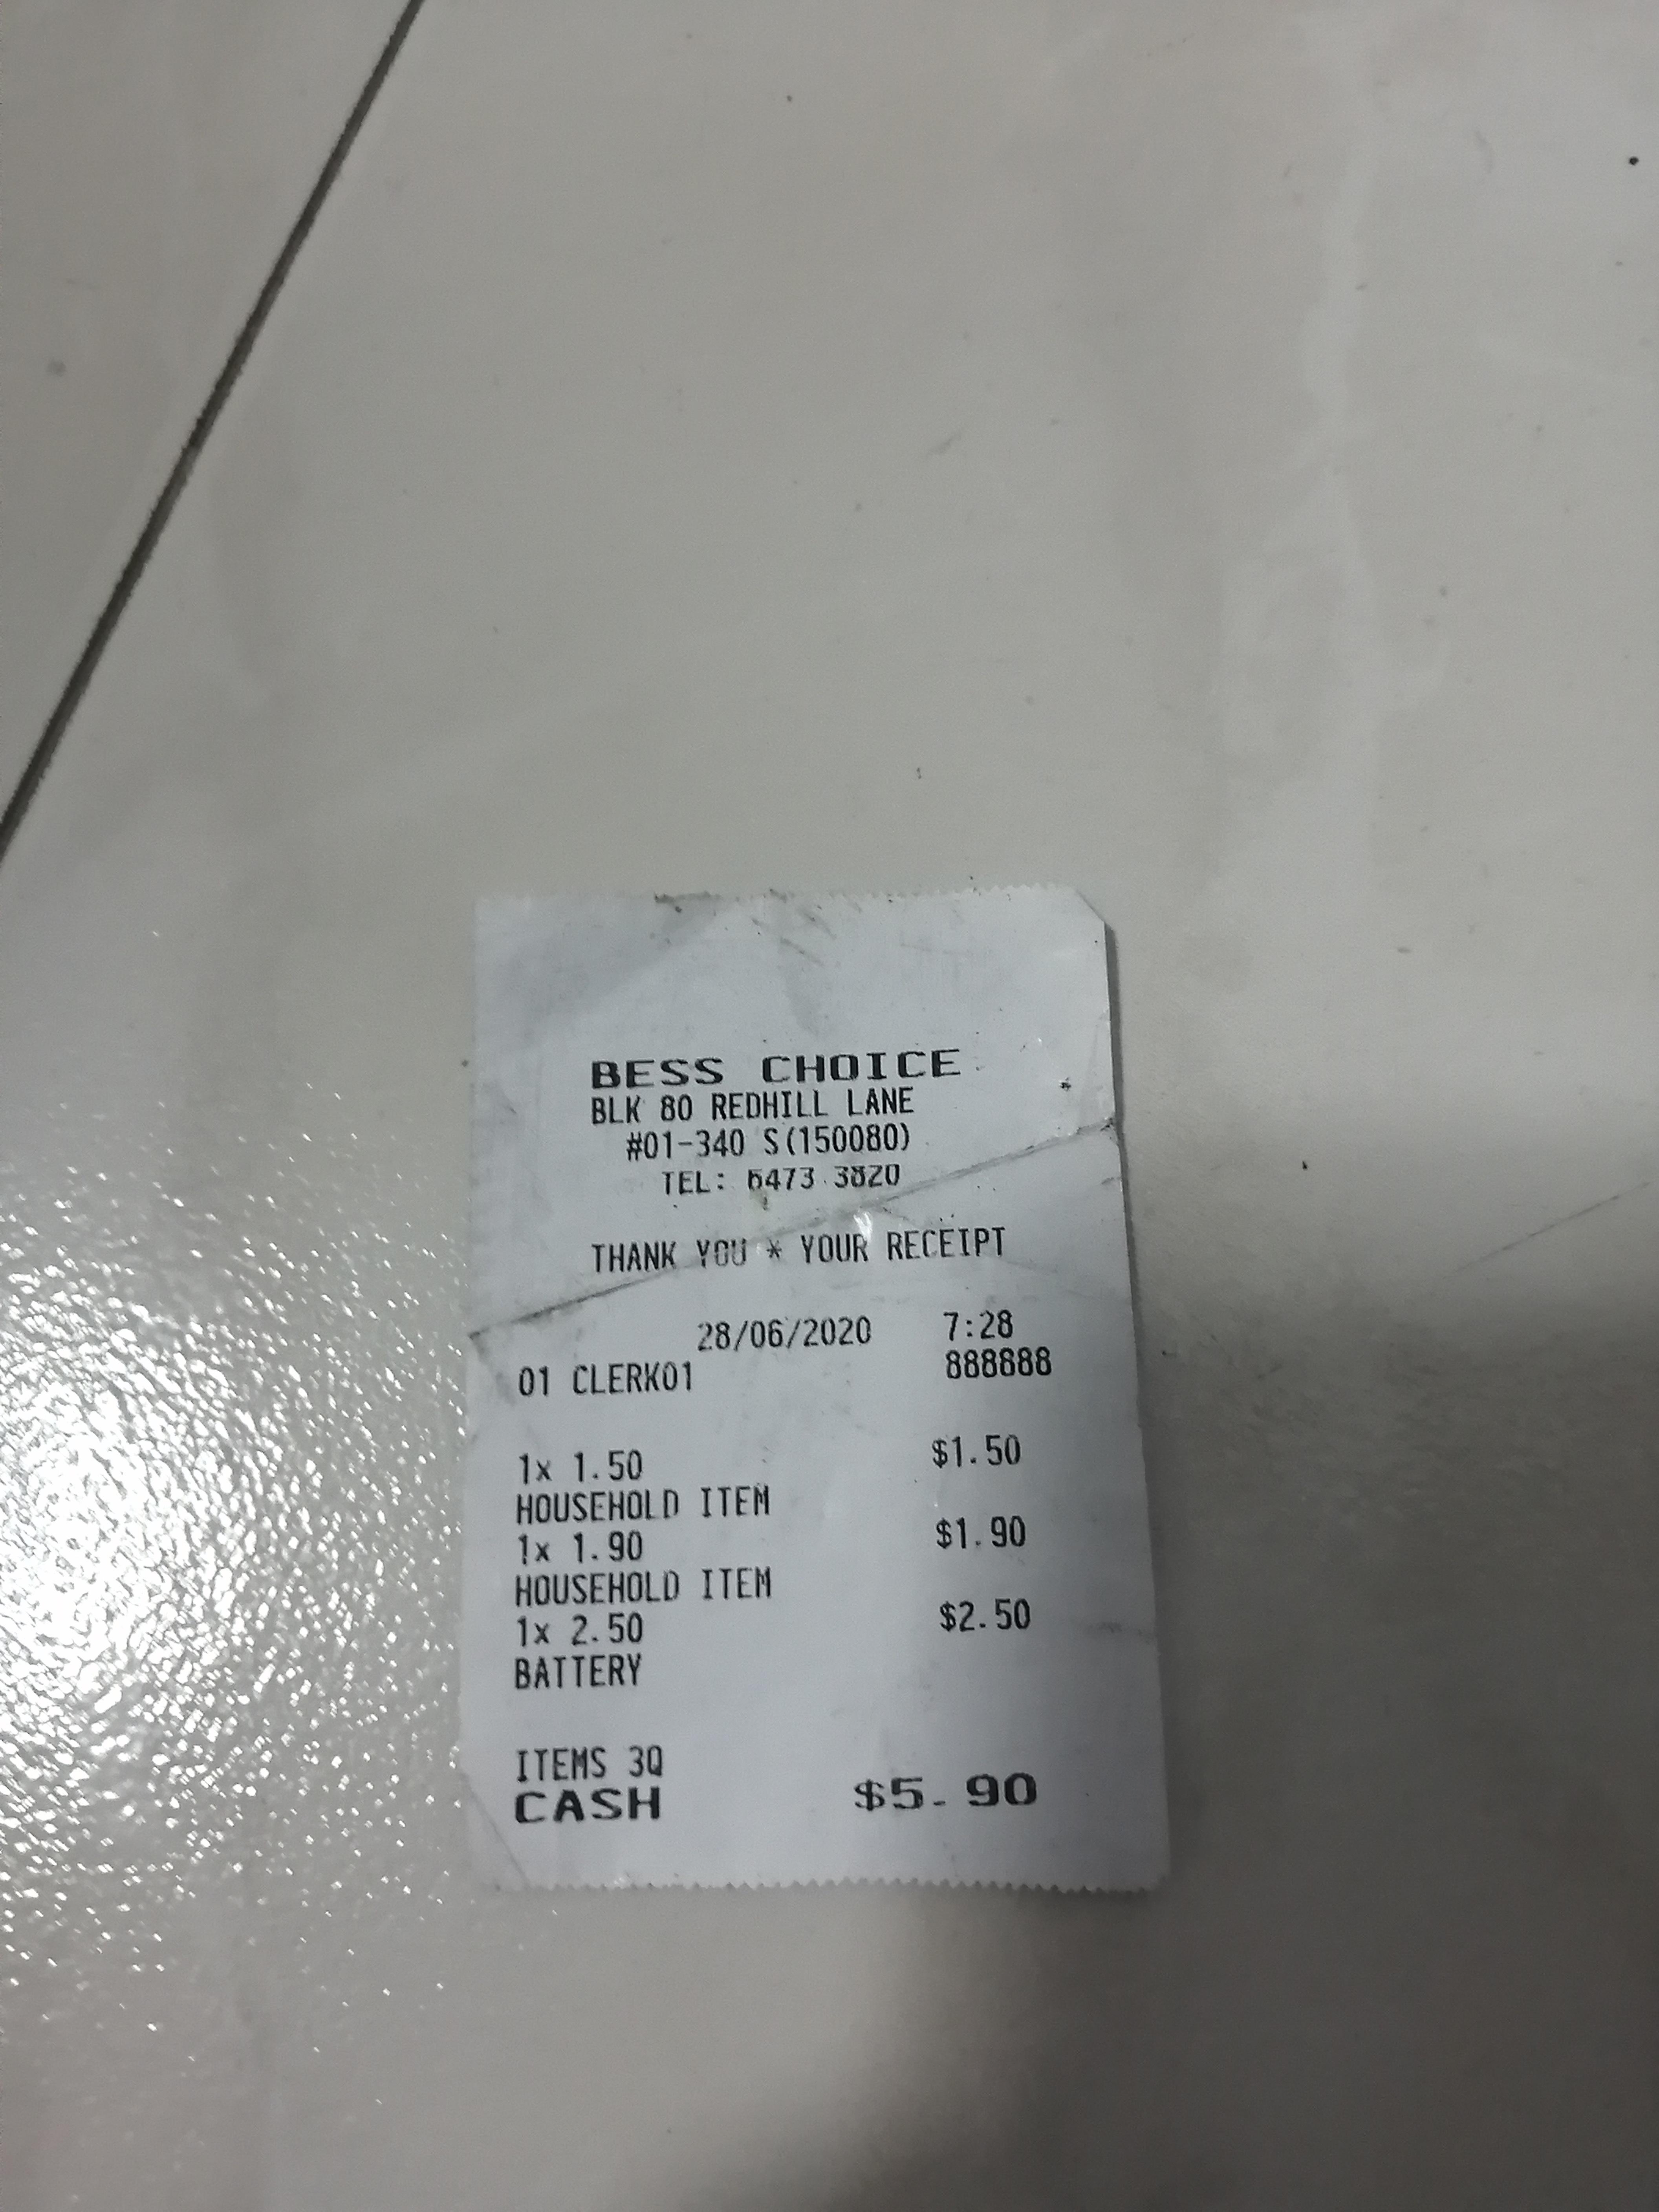 BESS CHOICE
BLK 80 REDHILL LANE
#01-340 S(150080)
TEL: 6473 3820
THANK YOU * YOUR RECEIPT
28/06/2020 7:28
01 CLERK01 888888
1x 1.50 $1.50
HOUSEHOLD ITEM
1x 1.90 $1.90
HOUSEHOLD ITEM
1x 2.50 $2.50
BATTERY
ITEMS 3Q
CASH $5.90